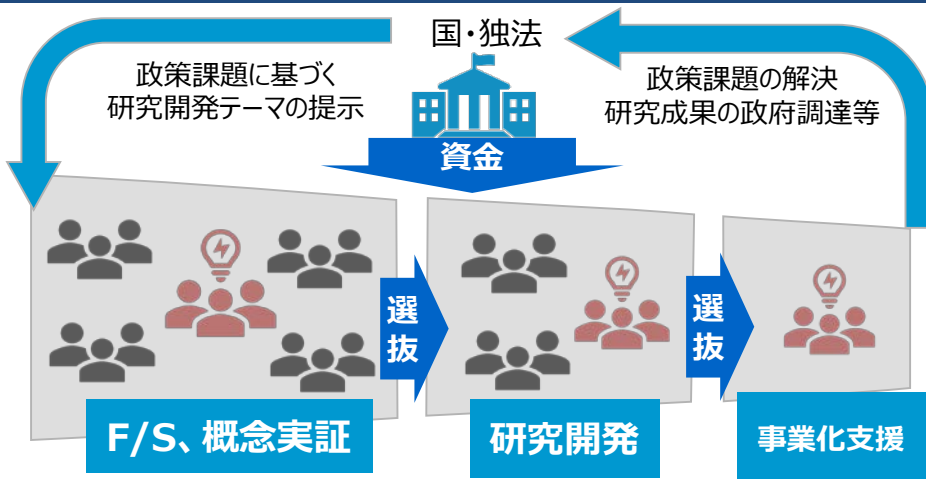 国・独法
政策課題に基づく
研究開発テーマの提示
政策課題の解決
研究成果の政府調達等
資金
選抜
選抜
F/S、概念実証
研究開発
事業化支援